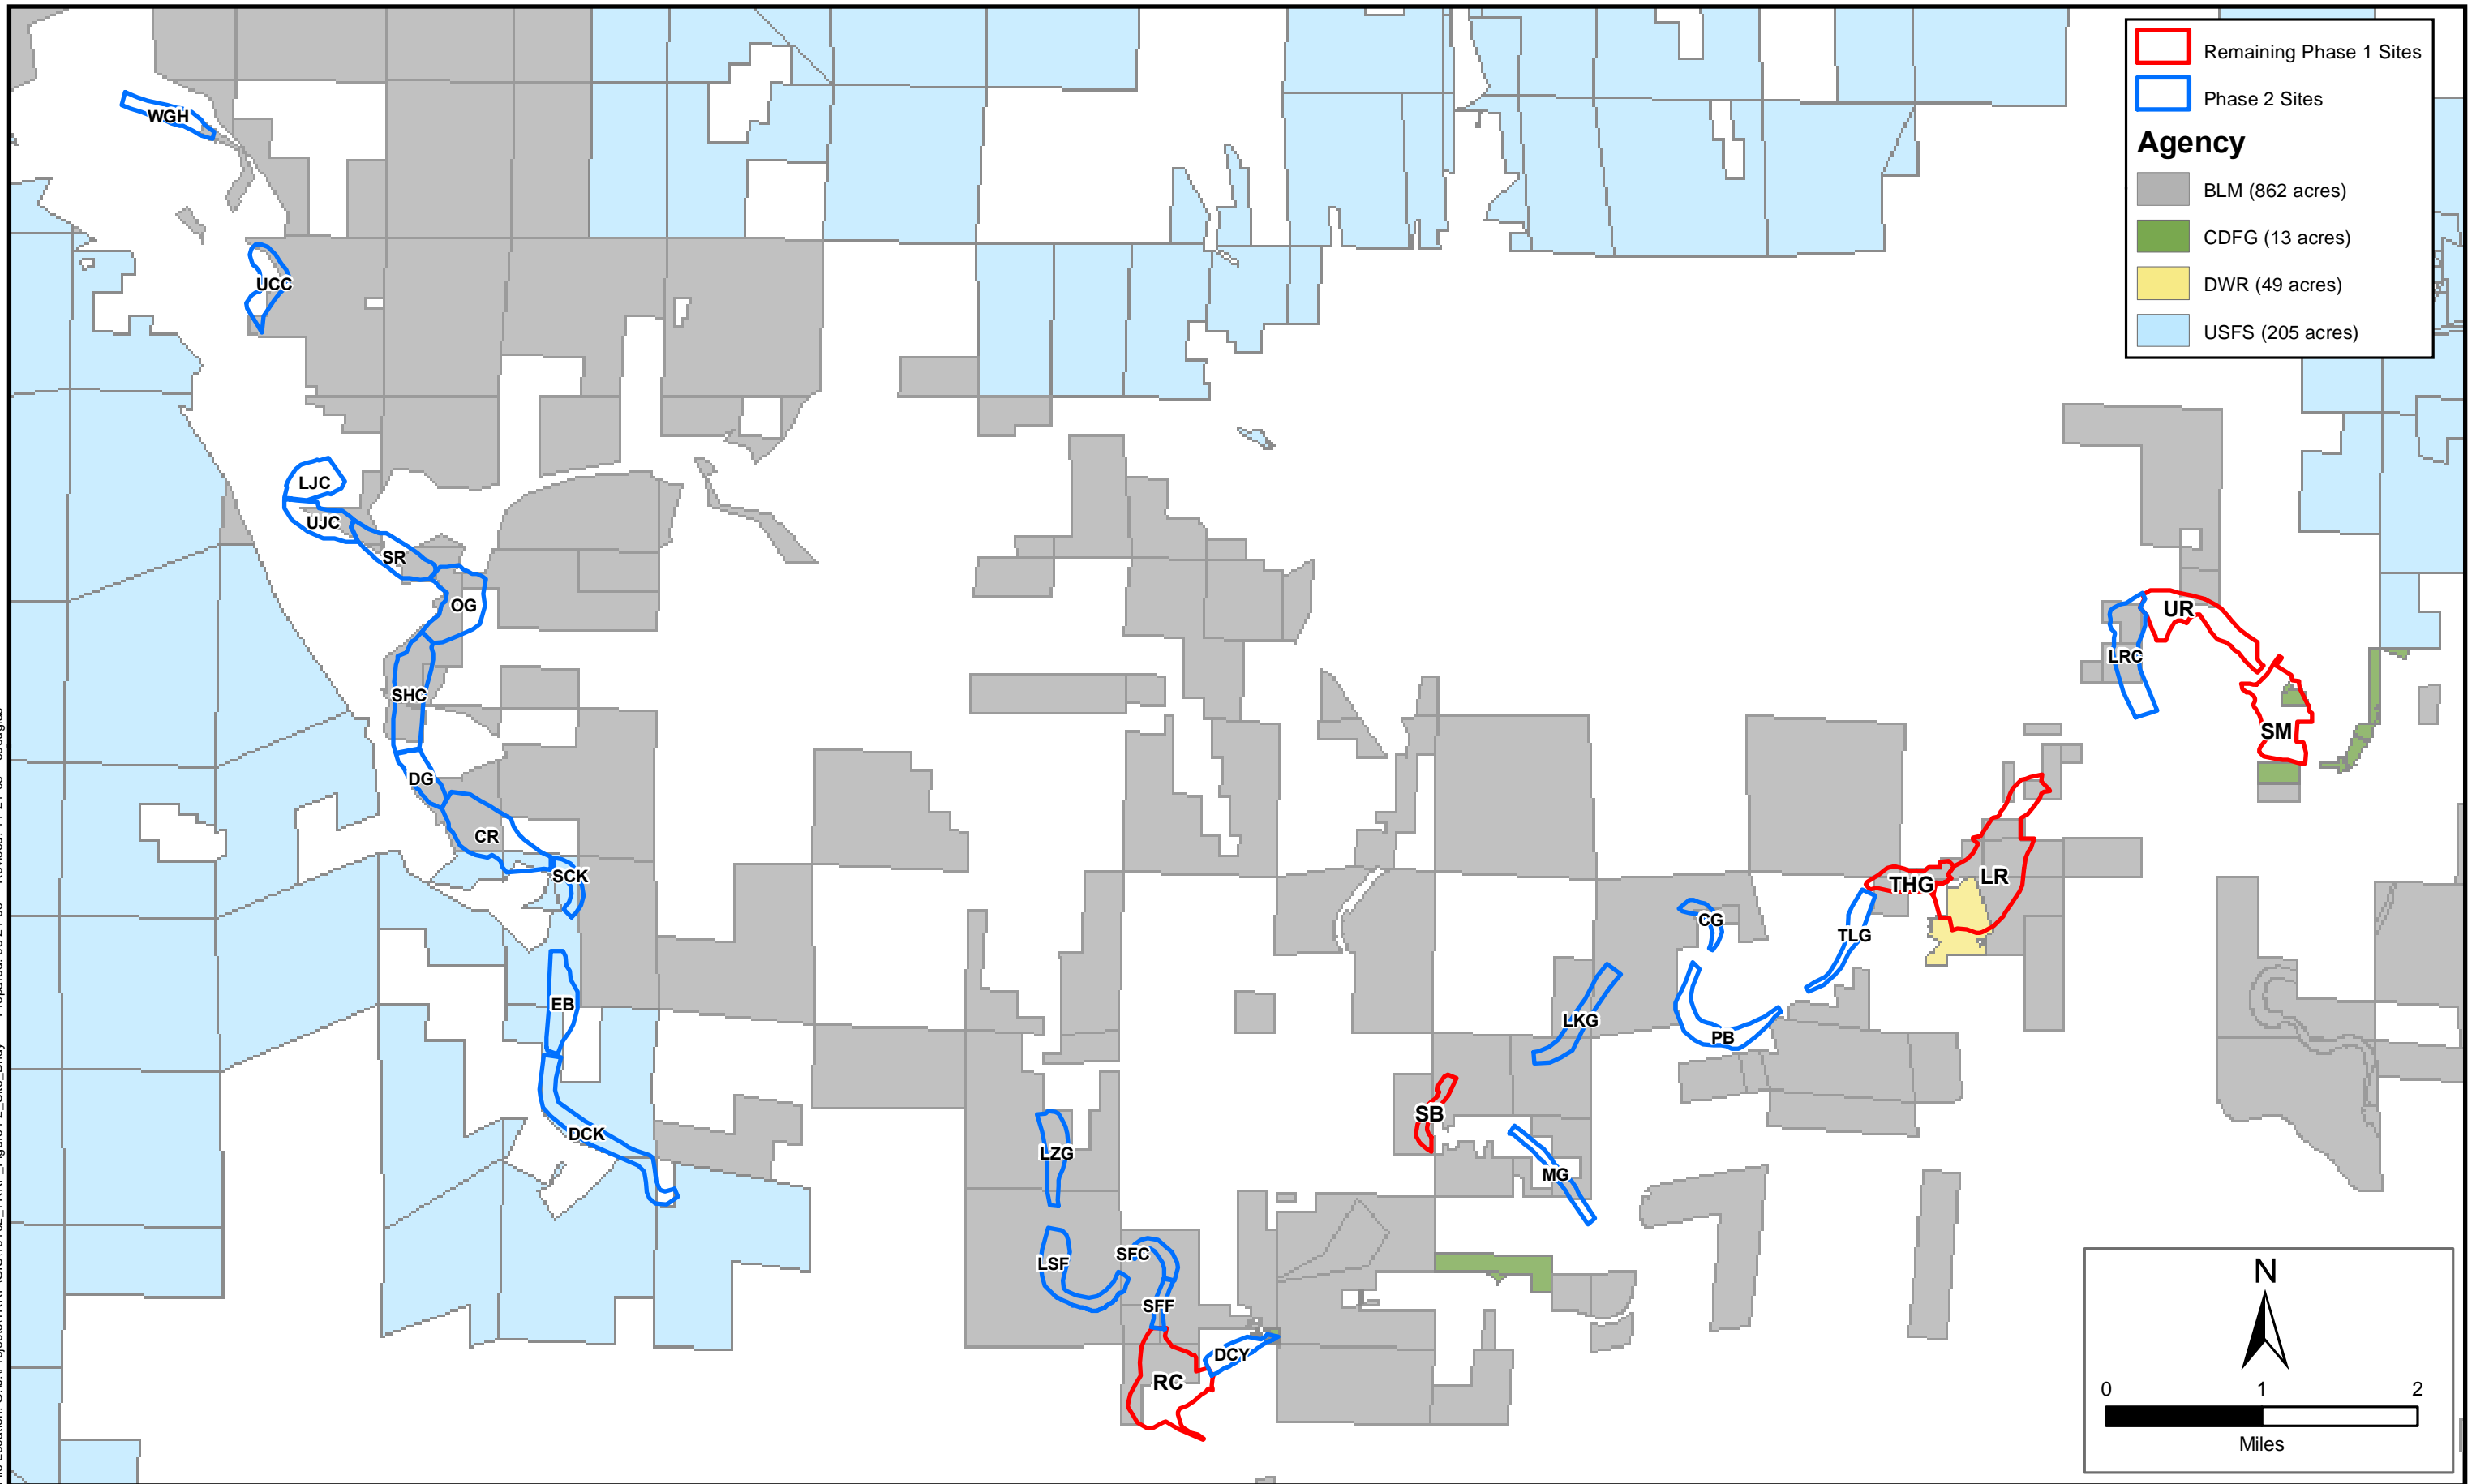 Remaining Phase 1 Sites
Phase 2 Sites
Agency
BLM (862 acres)
CDFG (13 acres)
DWR (49 acres)
USFS (205 acres)
WGH
UCC
LJC
UJC
SR
OG
SHC
DG
CR
SCK
EB
DCK
LZG
LSF
SFC
SFF
DCY
RC
SB
MG
LKG
CG
PB
TLG
THG
LR
LRC
UR
SM
N
0 1 2
Miles